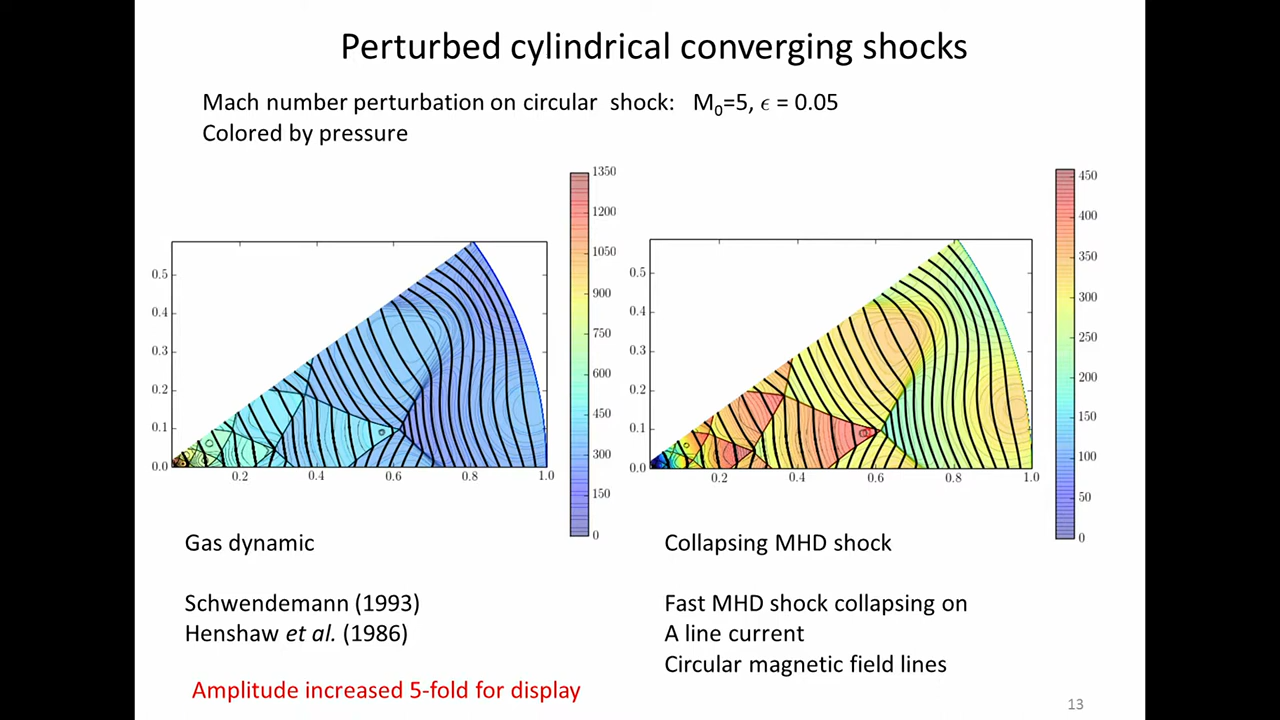 Perturbed cylindrical converging shocks
Mach number perturbation on circular shock: M₀=5, ϵ = 0.05
Colored by pressure
1350
1200
1050
900
750
600
450
300
150
0
0.5
0.4
0.3
0.2
0.1
0.0
0.2 0.4 0.6 0.8 1.0
450
400
350
300
250
200
150
100
50
0
0.5
0.4
0.3
0.2
0.1
0.0
0.2 0.4 0.6 0.8 1.0
Gas dynamic
Schwendemann (1993)
Henshaw et al. (1986)
Amplitude increased 5-fold for display
Collapsing MHD shock
Fast MHD shock collapsing on
A line current
Circular magnetic field lines
13